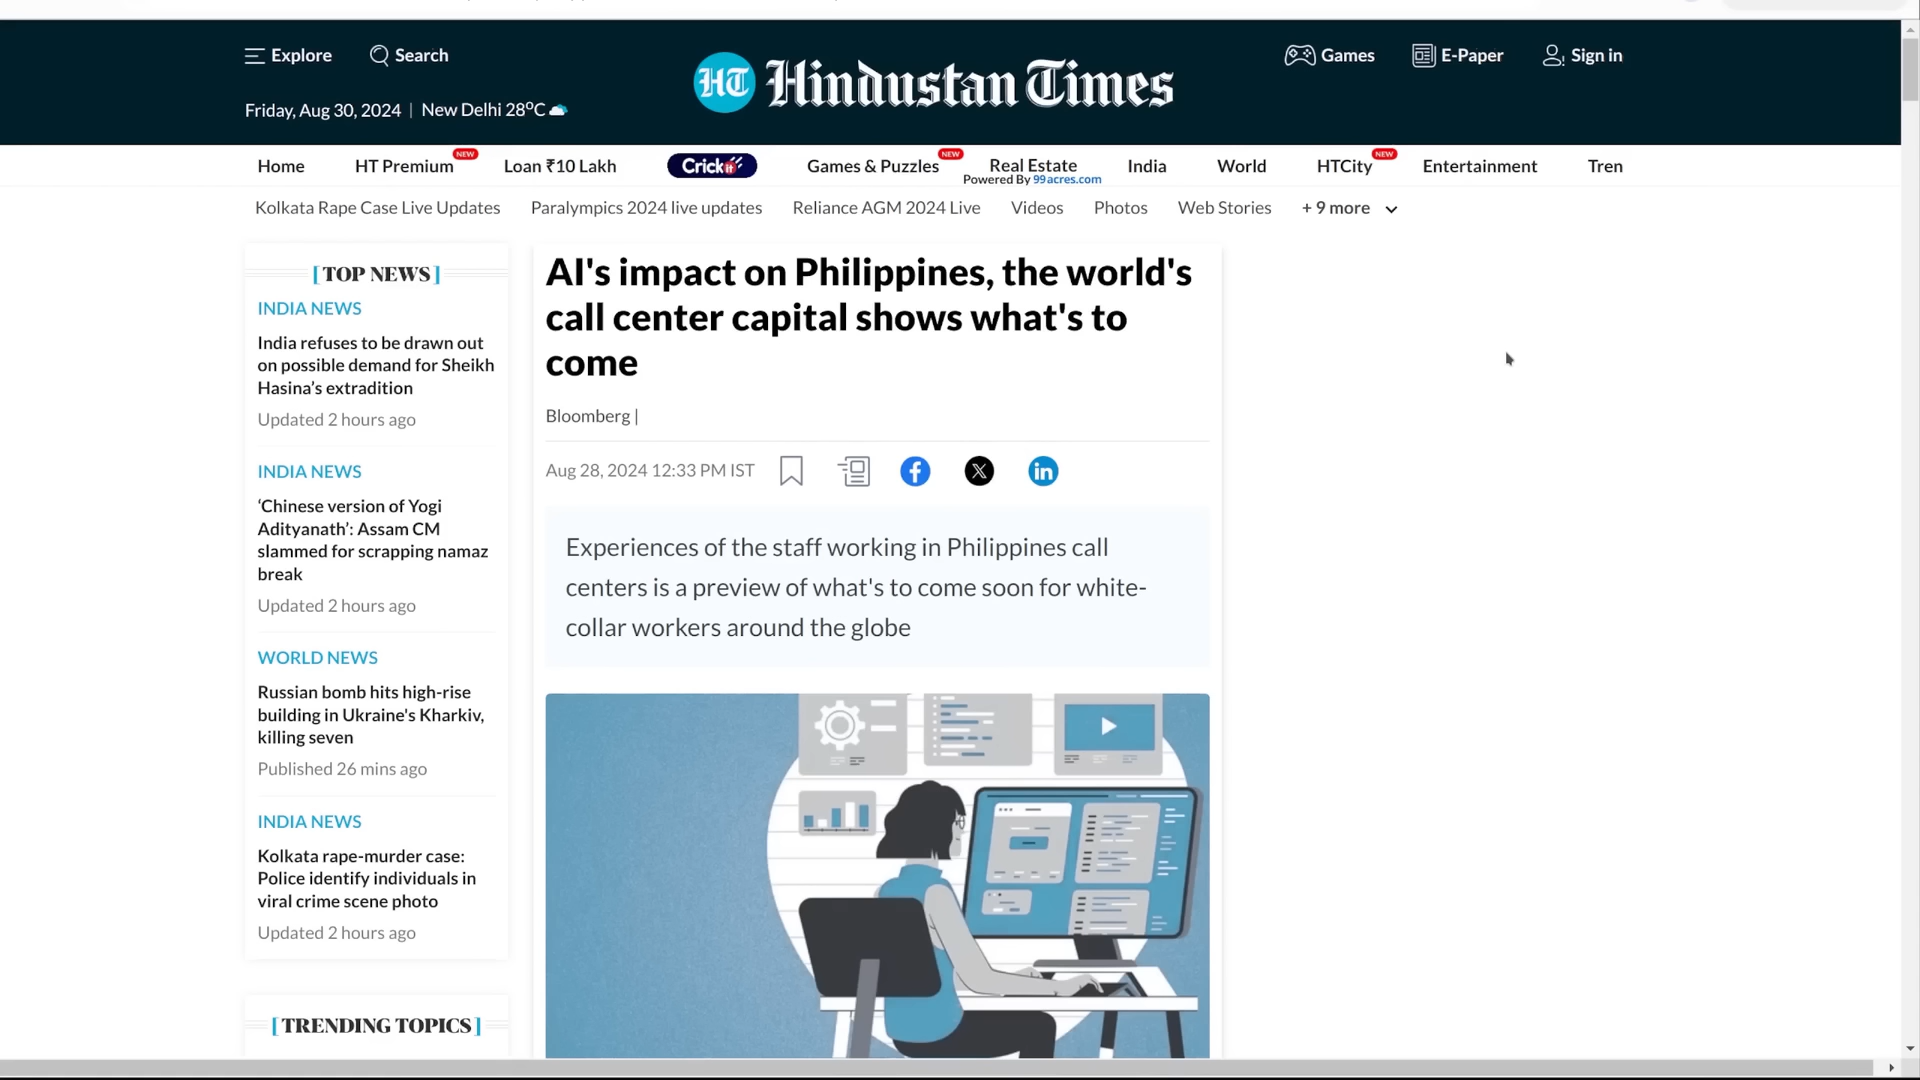 Explore
Search
HT Hindustan Times
Games
E-Paper
Sign in
Friday, Aug 30, 2024 | New Delhi 28°C
Home
HT Premium
NEW
Loan ₹10 Lakh
Crickit
Games & Puzzles
NEW
Real Estate
Powered By 99acres.com
India
World
HTCity
NEW
Entertainment
Tren
Kolkata Rape Case Live Updates
Paralympics 2024 live updates
Reliance AGM 2024 Live
Videos
Photos
Web Stories
+ 9 more
[ TOP NEWS ]
INDIA NEWS
India refuses to be drawn out
on possible demand for Sheikh
Hasina’s extradition
Updated 2 hours ago
INDIA NEWS
‘Chinese version of Yogi
Adityanath’: Assam CM
slammed for scrapping namaz
break
Updated 2 hours ago
WORLD NEWS
Russian bomb hits high-rise
building in Ukraine's Kharkiv,
killing seven
Published 26 mins ago
INDIA NEWS
Kolkata rape-murder case:
Police identify individuals in
viral crime scene photo
Updated 2 hours ago
[ TRENDING TOPICS ]
AI's impact on Philippines, the world's
call center capital shows what's to
come
Bloomberg |
Aug 28, 2024 12:33 PM IST
Experiences of the staff working in Philippines call
centers is a preview of what's to come soon for white-
collar workers around the globe